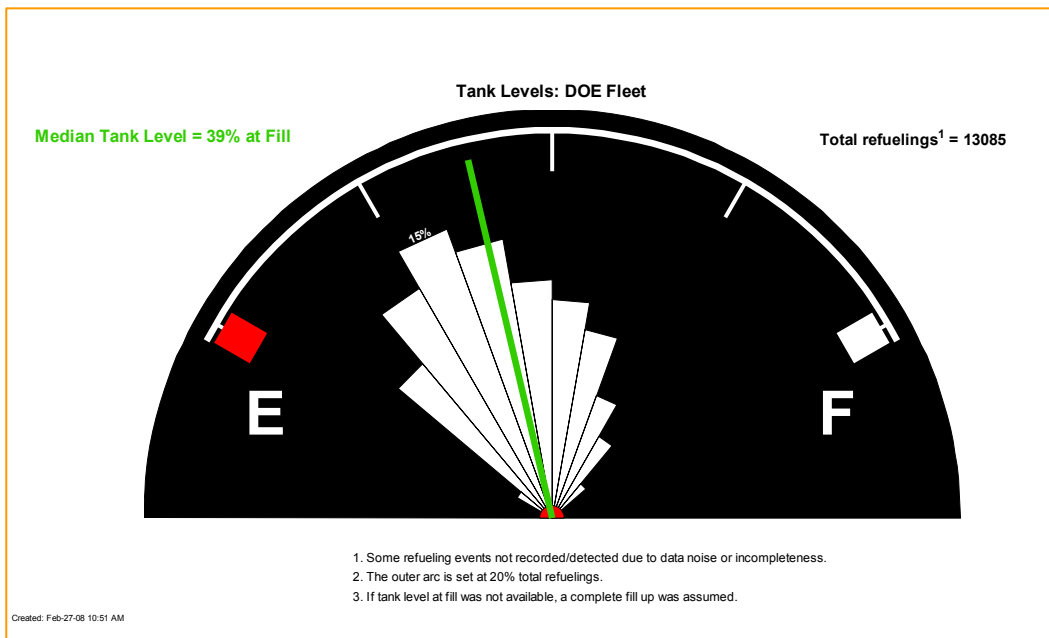 Tank Levels: DOE Fleet
Median Tank Level = 39% at Fill
Total refuelings1 = 13085
15%
E
F
1. Some refueling events not recorded/detected due to data noise or incompleteness.
2. The outer arc is set at 20% total refuelings.
3. If tank level at fill was not available, a complete fill up was assumed.
Created: Feb-27-08 10:51 AM